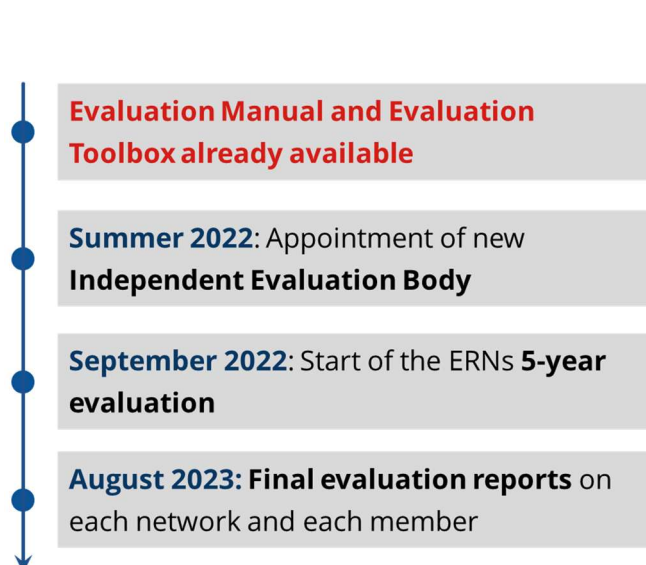 Evaluation Manual and Evaluation
Toolbox already available
Summer 2022: Appointment of new
Independent Evaluation Body
September 2022: Start of the ERNs 5-year
evaluation
August 2023: Final evaluation reports on
each network and each member